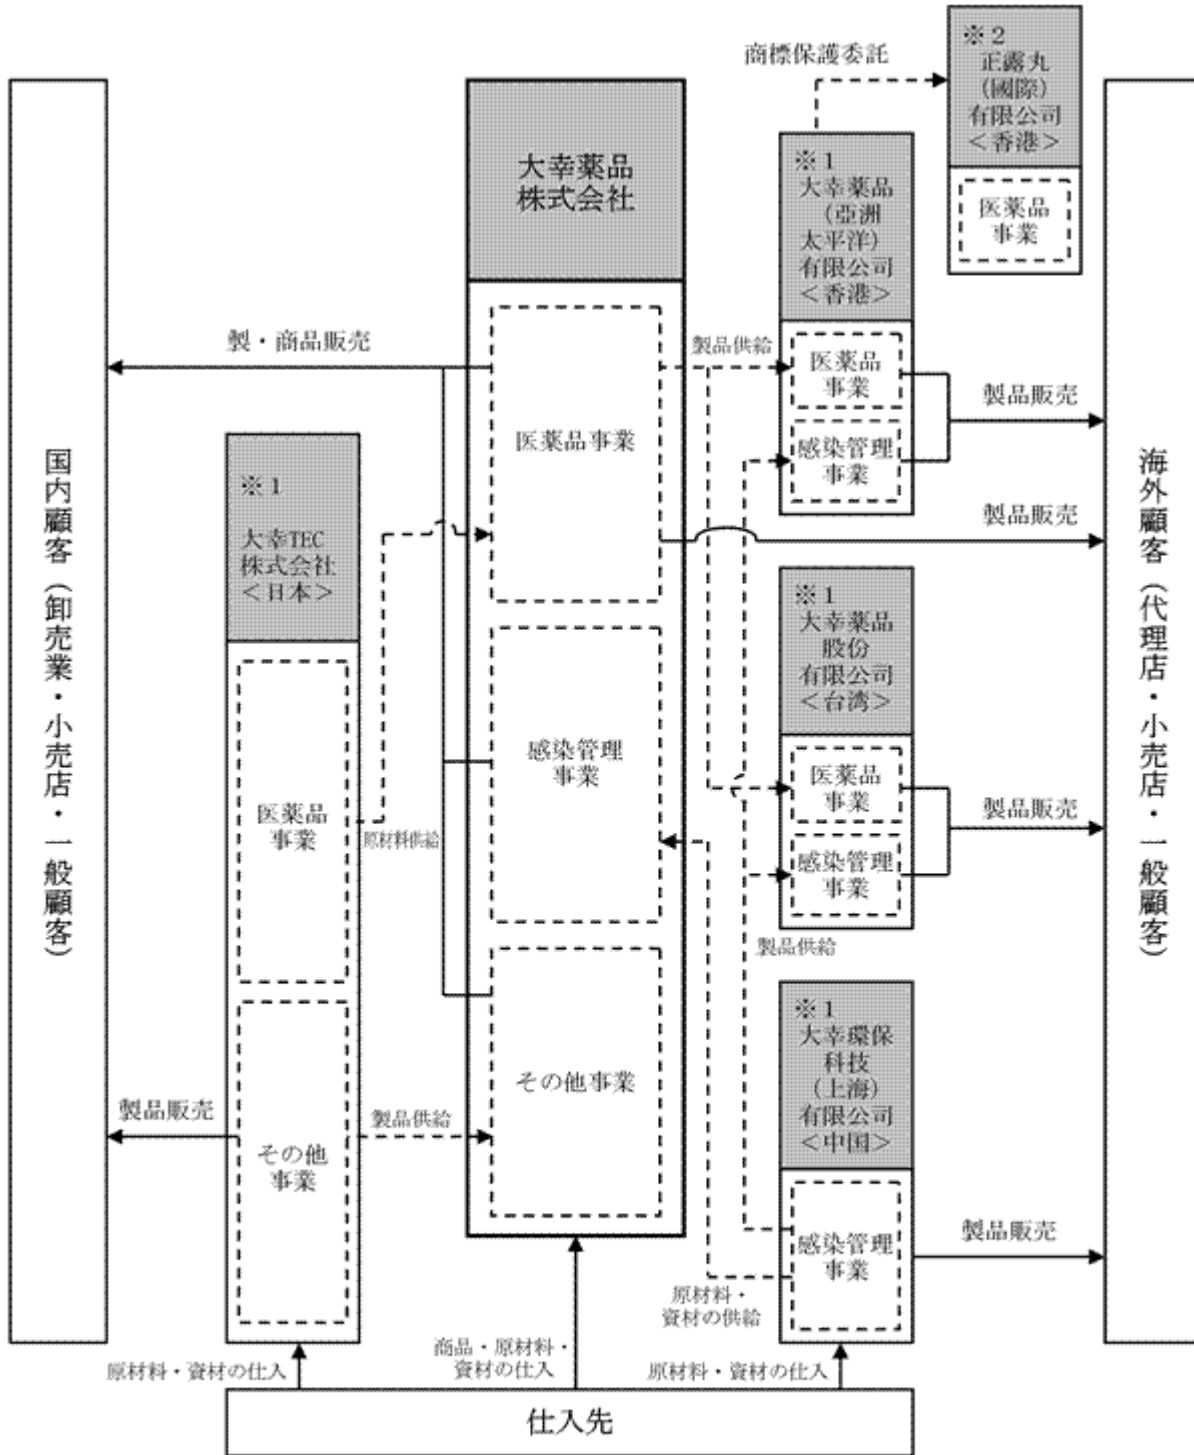 商標保護委託
※２
正露丸
(國際)
有限公司
＜香港＞
医薬品
事業
大幸薬品
株式会社
※１
大幸薬品
(亞洲
太平洋)
有限公司
＜香港＞
製・商品販売
製品供給
医薬品
事業
感染管理
事業
製品販売
医薬品事業
製品販売
国内顧客（卸売業・小売店・一般顧客）
海外顧客（代理店・小売店・一般顧客）
※１
大幸TEC
株式会社
＜日本＞
※１
大幸薬品
股份
有限公司
＜台湾＞
感染管理
事業
医薬品
事業
感染管理
事業
製品販売
医薬品
事業
原材料供給
製品供給
※１
大幸環保
科技
(上海)
有限公司
＜中国＞
その他事業
製品販売
製品供給
その他
事業
感染管理
事業
製品販売
原材料・
資材の供給
原材料・資材の仕入
商品・原材料・
資材の仕入
原材料・資材の仕入
仕入先